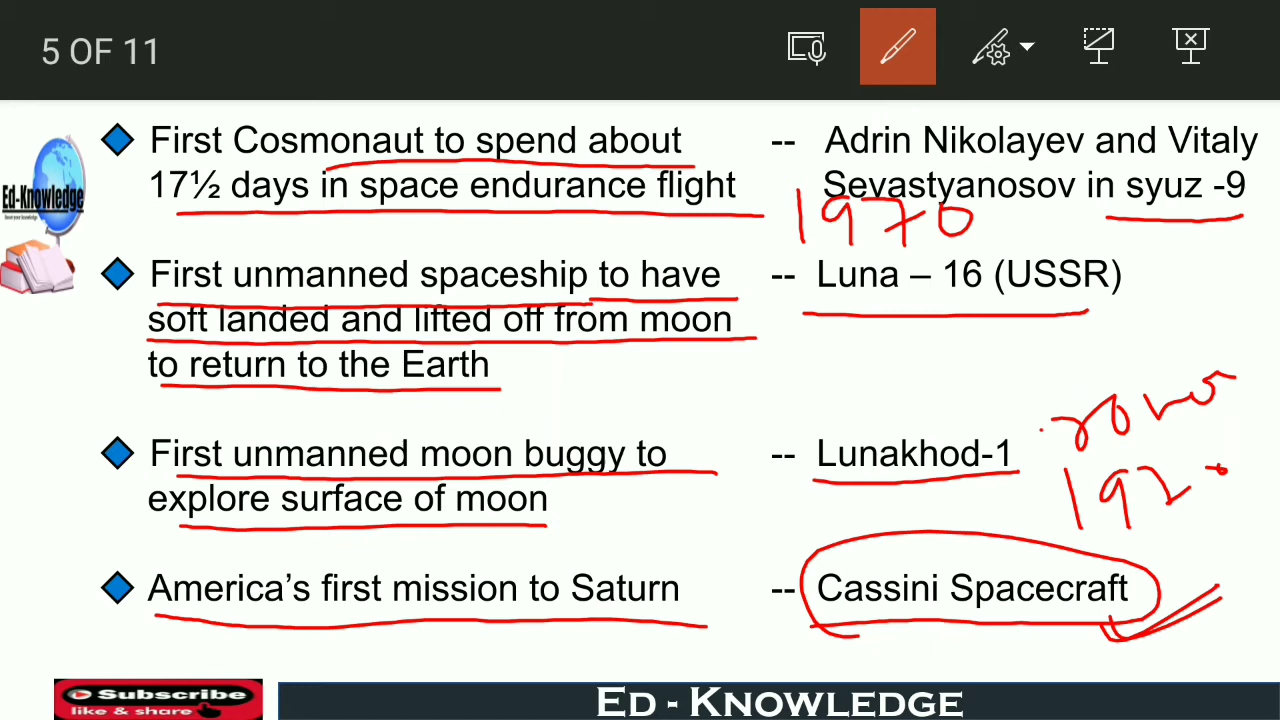 5 OF 11
First Cosmonaut to spend about -- Adrin Nikolayev and Vitaly
17½ days in space endurance flight Sevastyanosov in syuz -9
1970
First unmanned spaceship to have -- Luna – 16 (USSR)
soft landed and lifted off from moon
to return to the Earth
First unmanned moon buggy to -- Lunakhod-1
explore surface of moon
America's first mission to Saturn -- Cassini Spacecraft
Ed-Knowledge
Subscribe
like & share
ED - KNOWLEDGE